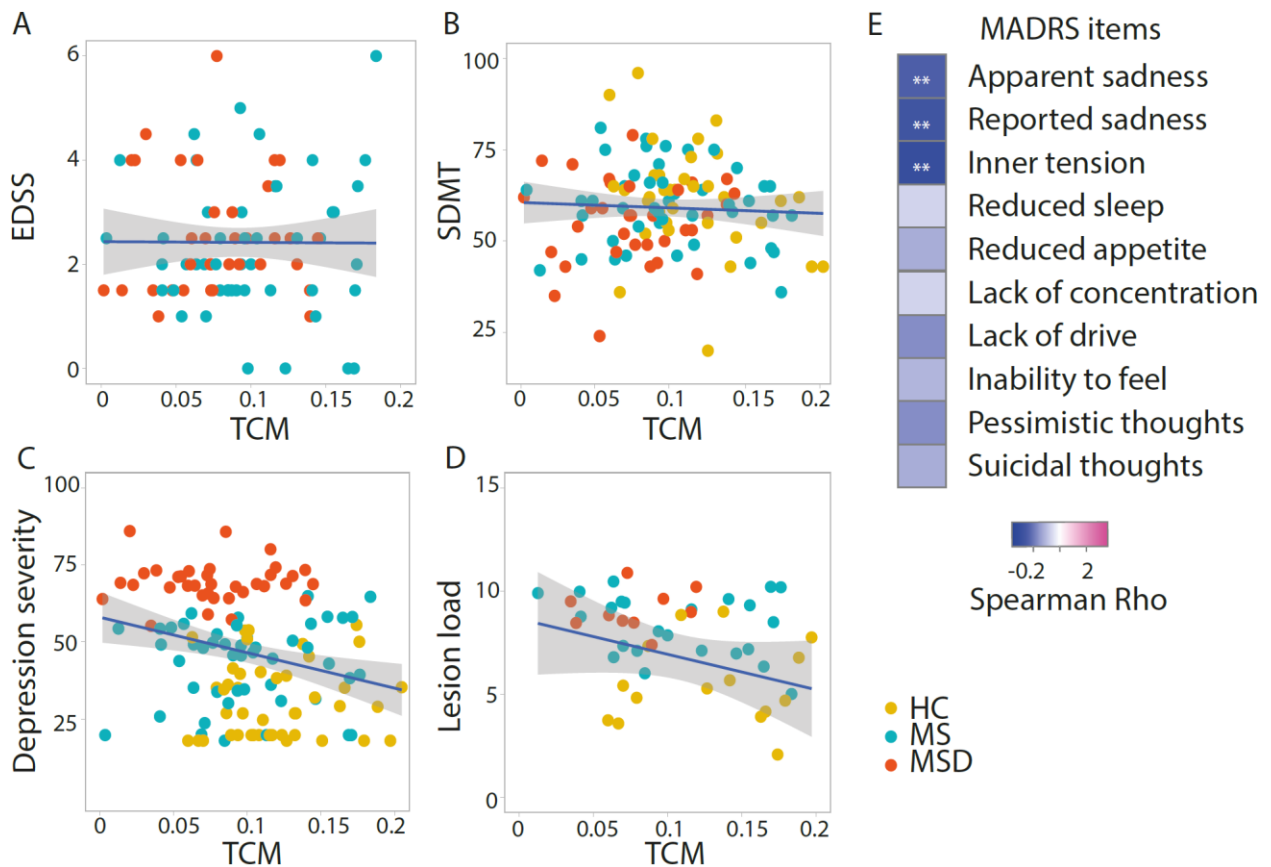 A
EDSS
6
4
2
0
0 0.05 0.1 0.15 0.2
TCM
B
SDMT
100
75
50
25
0 0.05 0.1 0.15 0.2
TCM
C
Depression severity
100
75
50
25
0 0.05 0.1 0.15 0.2
TCM
D
Lesion load
15
10
5
0
0 0.05 0.1 0.15 0.2
TCM
E
MADRS items
** Apparent sadness
** Reported sadness
** Inner tension
Reduced sleep
Reduced appetite
Lack of concentration
Lack of drive
Inability to feel
Pessimistic thoughts
Suicidal thoughts
-0.2 2
Spearman Rho
HC
MS
MSD